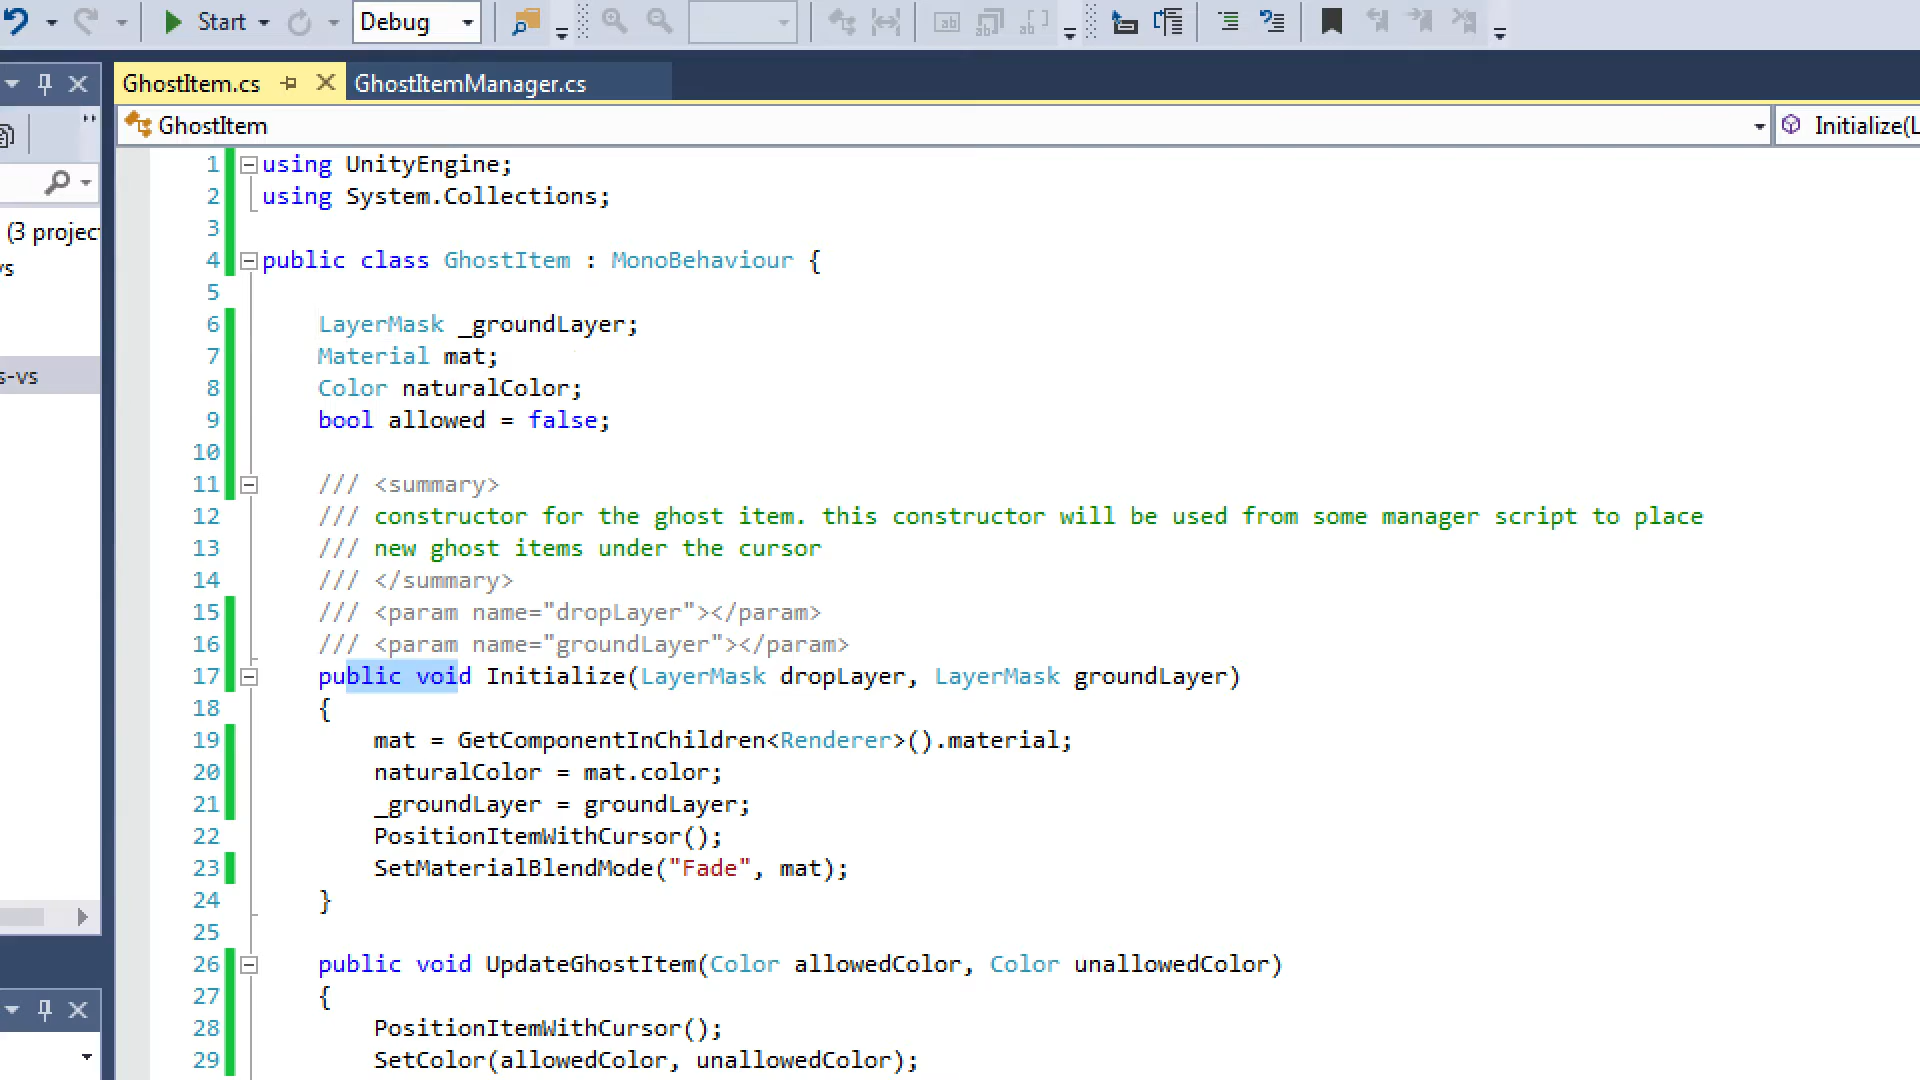 Start
Debug
GhostItem.cs
GhostItemManager.cs
GhostItem
Initialize(L
(3 projec
vs
s-vs
1 using UnityEngine;
2 using System.Collections;
3
4 public class GhostItem : MonoBehaviour {
5
6 LayerMask _groundLayer;
7 Material mat;
8 Color naturalColor;
9 bool allowed = false;
10
11 /// <summary>
12 /// constructor for the ghost item. this constructor will be used from some manager script to place
13 /// new ghost items under the cursor
14 /// </summary>
15 /// <param name="dropLayer"></param>
16 /// <param name="groundLayer"></param>
17 public void Initialize(LayerMask dropLayer, LayerMask groundLayer)
18 {
19 mat = GetComponentInChildren<Renderer>().material;
20 naturalColor = mat.color;
21 _groundLayer = groundLayer;
22 PositionItemWithCursor();
23 SetMaterialBlendMode("Fade", mat);
24 }
25
26 public void UpdateGhostItem(Color allowedColor, Color unallowedColor)
27 {
28 PositionItemWithCursor();
29 SetColor(allowedColor, unallowedColor);